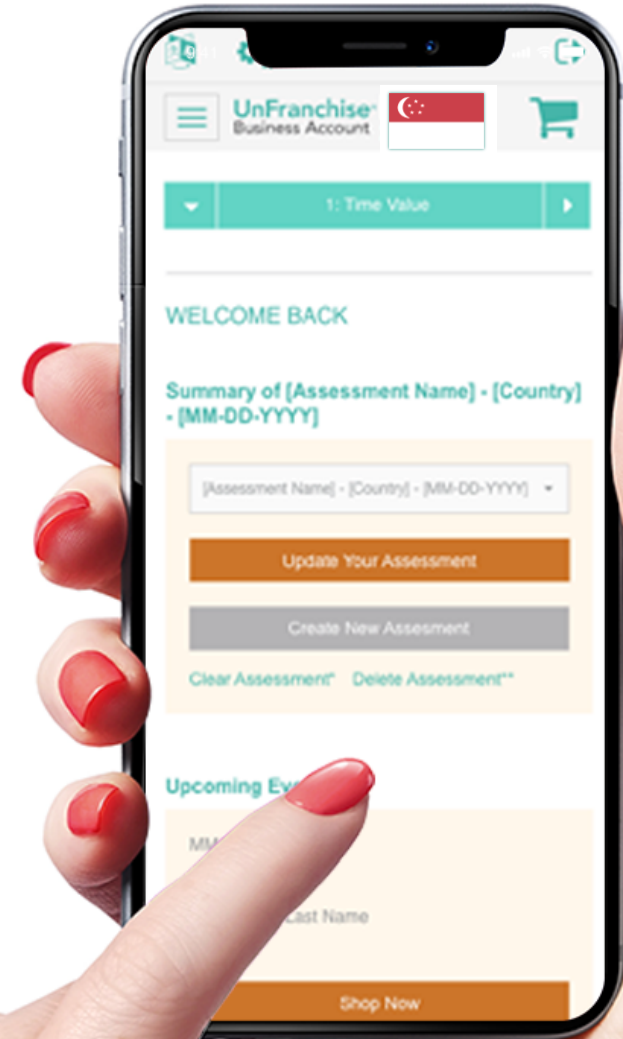 UnFranchise
Business Account
1: Time Value
WELCOME BACK
Summary of [Assessment Name] - [Country]
- [MM-DD-YYYY]
[Assessment Name] - [Country] - [MM-DD-YYYY]
Update Your Assessment
Create New Assesment
Clear Assessment* Delete Assessment**
Upcoming
Last Name
Shop Now